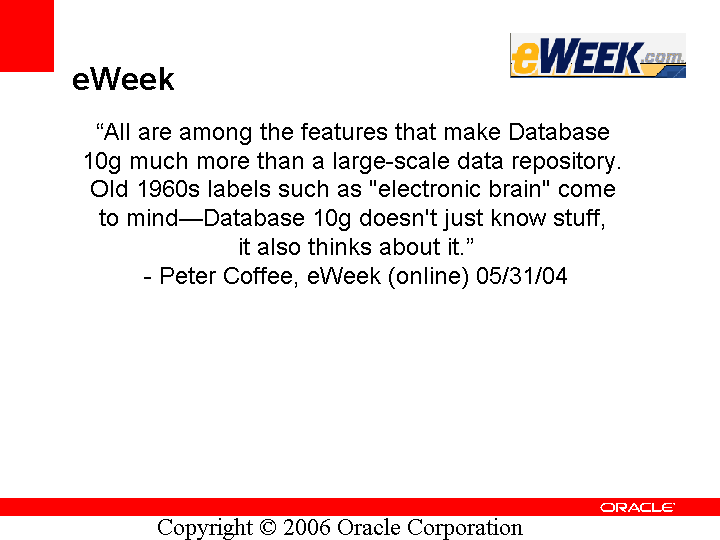 eWEEK.com
eWeek
“All are among the features that make Database
10g much more than a large-scale data repository.
Old 1960s labels such as "electronic brain" come
to mind—Database 10g doesn't just know stuff,
it also thinks about it.”
- Peter Coffee, eWeek (online) 05/31/04
ORACLE
Copyright © 2006 Oracle Corporation